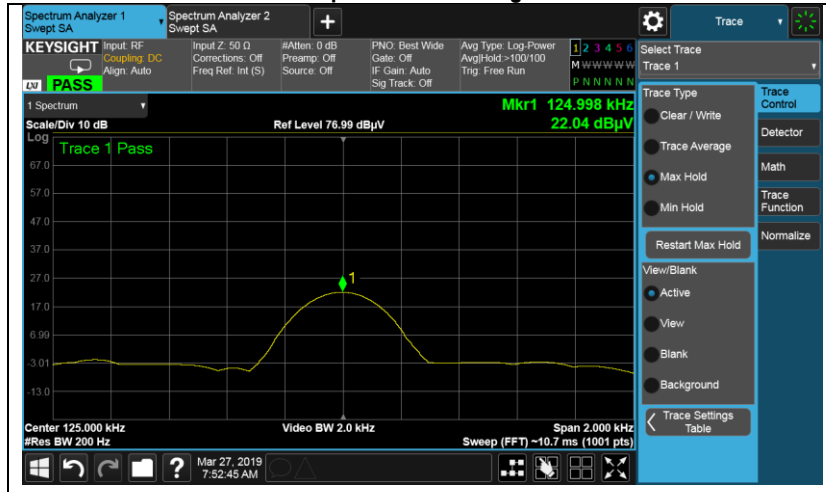 Spectrum Analyzer 1
Swept SA
Spectrum Analyzer 2
Swept SA
Trace
KEYSIGHT
Input: RF
Coupling: DC
Align: Auto
Input Z: 50 Ω
Corrections: Off
Freq Ref: Int (S)
#Atten: 0 dB
Preamp: Off
Source: Off
PNO: Best Wide
Gate: Off
IF Gain: Auto
Sig Track: Off
Avg Type: Log-Power
Avg|Hold:>100/100
Trig: Free Run
1 2 3 4 5 6
M W W W W W
P N N N N N
LXI PASS
Select Trace
Trace 1
1 Spectrum
Mkr1 124.998 kHz
22.04 dBµV
Scale/Div 10 dB
Ref Level 76.99 dBµV
Log
Trace 1 Pass
67.0
57.0
47.0
37.0
27.0
17.0
6.99
-3.01
-13.0
1
Center 125.000 kHz
#Res BW 200 Hz
Video BW 2.0 kHz
Span 2.000 kHz
Sweep (FFT) ~10.7 ms (1001 pts)
Trace Type
Clear / Write
Trace Average
Max Hold
Min Hold
Restart Max Hold
View/Blank
Active
View
Blank
Background
Trace Settings
Table
Trace
Control
Detector
Math
Trace
Function
Normalize
?
Mar 27, 2019
7:52:45 AM